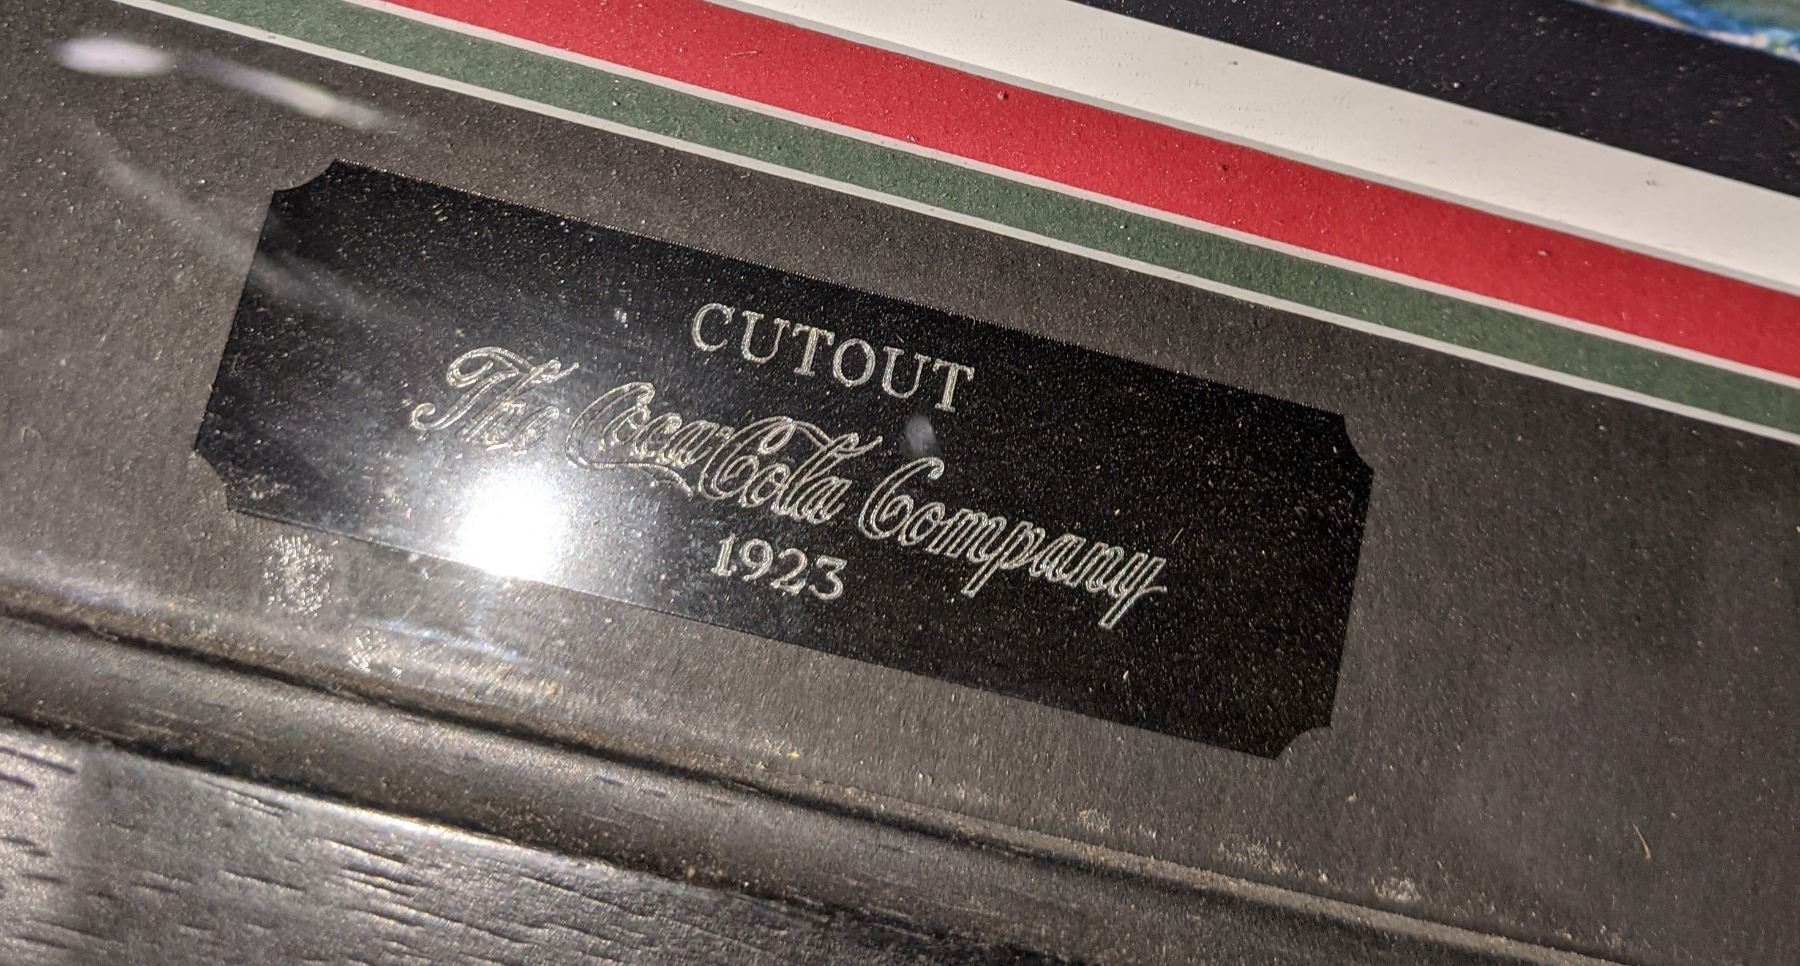 CUTOUT
The Coca-Cola Company
1923